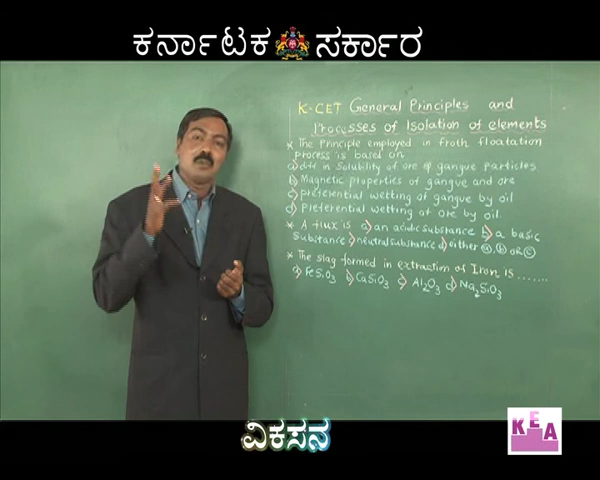 ಕರ್ನಾಟಕ ಸರ್ಕಾರ
K-CET General Principles and
Processes of Isolation of elements
* The Principle employed in froth floatation
process is based on
a) diff in Solubility of ore & gangue particles
b) Magnetic properties of gangue and ore
c) preferential wetting of gangue by oil
d) Preferential wetting of ore by oil.
* A flux is a) an acidic substance b) a basic
Substance c) neutral substance d) either a, b or c
* The slag formed in extraction of Iron is .......
a) FeSiO3 b) CaSiO3 c) Al2O3 d) Na2SiO3
ವಿಕಸನ
KEA